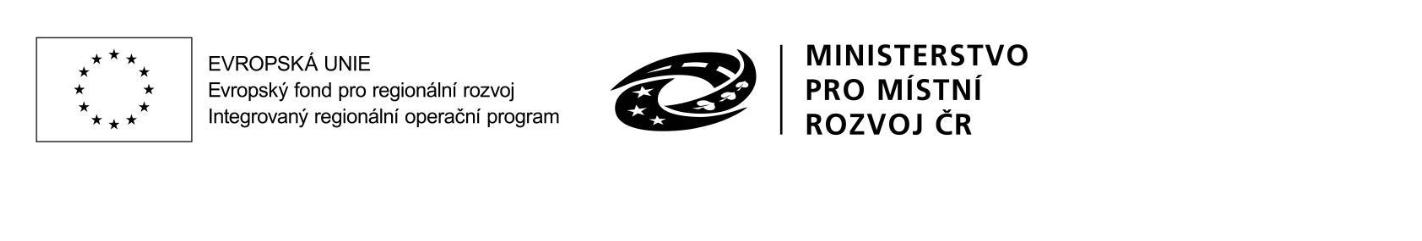 EVROPSKÁ UNIE
Evropský fond pro regionální rozvoj
Integrovaný regionální operační program
MINISTERSTVO
PRO MÍSTNÍ
ROZVOJ ČR